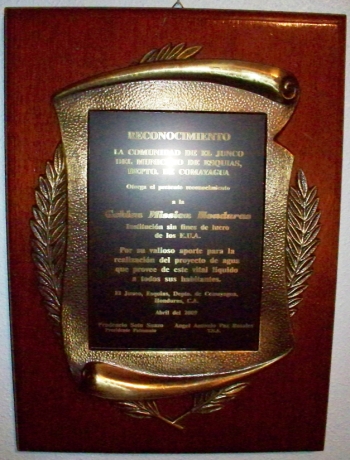 RECONOCIMIENTO
LA COMUNIDAD DE EL JUNCO
DEL MUNICIPIO DE ESQUIAS,
DEPTO. DE COMAYAGUA
Otorga el presente reconocimiento
a la
Mission Honduras
Institución sin fines de lucro
de los E.U.A.
Por su valioso aporte para la
realización del proyecto de agua
que provee de este vital líquido
a todos sus habitantes.
El Junco, Esquías, Depto. de Comayagua,
Honduras, C.A.
Abril del
Presidente